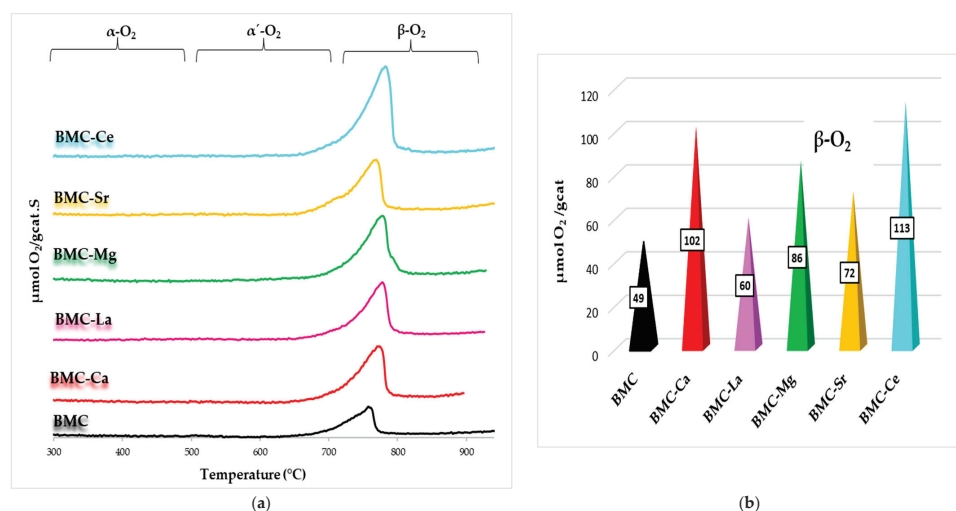 α-O₂ α´-O₂ β-O₂
BMC-Ce
BMC-Sr
BMC-Mg
BMC-La
BMC-Ca
BMC
µmol O₂/gcat.S
300 400 500 600 700 800 900
Temperature (°C)
(a)
β-O₂
µmol O₂ /gcat
120
100
80
60
40
20
0
49
102
60
86
72
113
BMC BMC-Ca BMC-La BMC-Mg BMC-Sr BMC-Ce
(b)